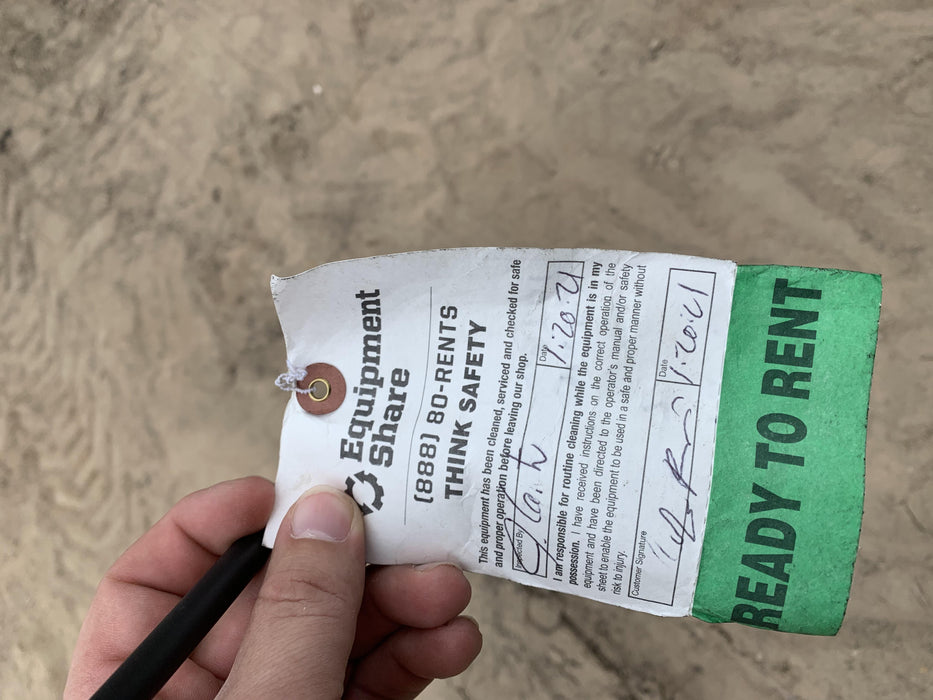 Equipment
Share
(888) 80-RENTS
THINK SAFETY
This equipment has been cleaned, serviced and checked for safe
and proper operation before leaving our shop.
Date
1·20·21
I am responsible for routine cleaning while the equipment is in my
possession. I have received instructions on the correct operation of the
equipment and have been directed to the operator's manual and/or safety
sheet to enable the equipment to be used in a safe and proper manner without
risk to injury.
Customer Signature
Date
1·20·21
READY TO RENT